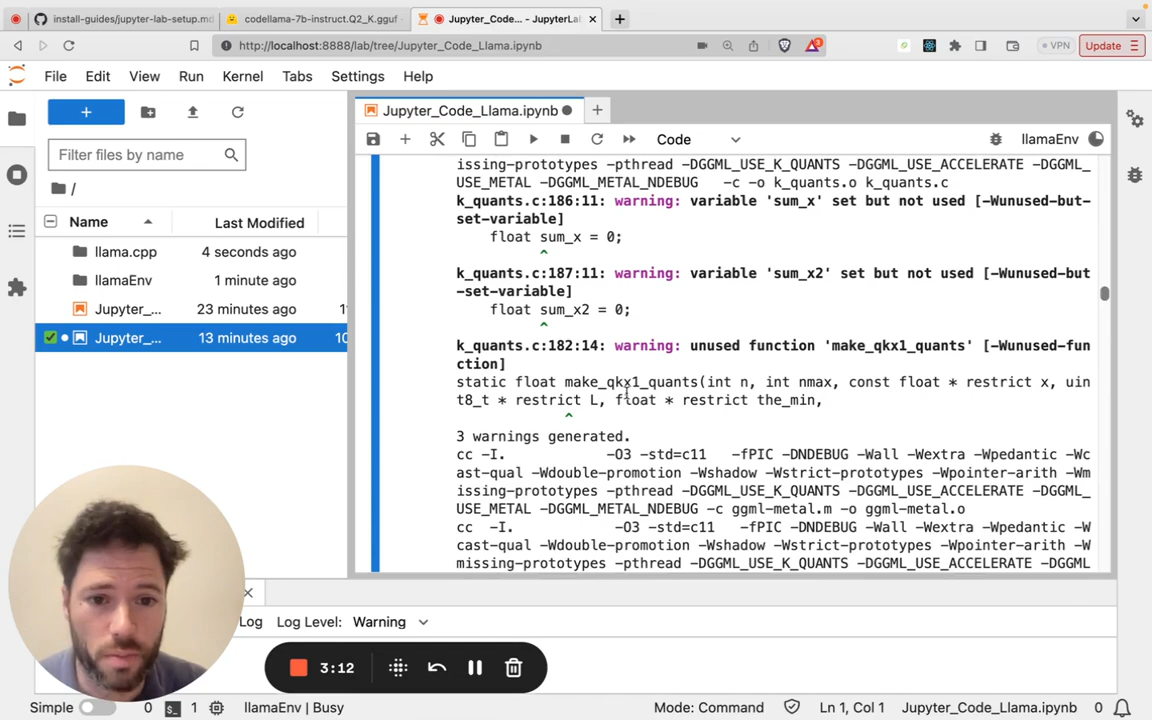 install-guides/jupyter-lab-setup.md
codellama-7b-instruct.Q2_K.gguf
Jupyter_Code... - JupyterLab
http://localhost:8888/lab/tree/Jupyter_Code_Llama.ipynb
VPN
Update
File
Edit
View
Run
Kernel
Tabs
Settings
Help
Filter files by name
/
Name
Last Modified
llama.cpp
4 seconds ago
llamaEnv
1 minute ago
Jupyter_...
23 minutes ago
Jupyter_...
13 minutes ago
10
Jupyter_Code_Llama.ipynb
Code
llamaEnv
issing-prototypes -pthread -DGGML_USE_K_QUANTS -DGGML_USE_ACCELERATE -DGGML_
USE_METAL -DGGML_METAL_NDEBUG   -c -o k_quants.o k_quants.c
k_quants.c:186:11: warning: variable 'sum_x' set but not used [-Wunused-but-
set-variable]
float sum_x = 0;
^
k_quants.c:187:11: warning: variable 'sum_x2' set but not used [-Wunused-but
-set-variable]
float sum_x2 = 0;
^
k_quants.c:182:14: warning: unused function 'make_qkx1_quants' [-Wunused-fun
ction]
static float make_qkx1_quants(int n, int nmax, const float * restrict x, uin
t8_t * restrict L, float * restrict the_min,
^
3 warnings generated.
cc -I.            -O3 -std=c11   -fPIC -DNDEBUG -Wall -Wextra -Wpedantic -Wc
ast-qual -Wdouble-promotion -Wshadow -Wstrict-prototypes -Wpointer-arith -Wm
issing-prototypes -pthread -DGGML_USE_K_QUANTS -DGGML_USE_ACCELERATE -DGGML_
USE_METAL -DGGML_METAL_NDEBUG -c ggml-metal.m -o ggml-metal.o
cc  -I.            -O3 -std=c11   -fPIC -DNDEBUG -Wall -Wextra -Wpedantic -W
cast-qual -Wdouble-promotion -Wshadow -Wstrict-prototypes -Wpointer-arith -W
missing-prototypes -pthread -DGGML_USE_K_QUANTS -DGGML_USE_ACCELERATE -DGGML
Log
Log Level:
Warning
3:12
Simple
0
1
llamaEnv | Busy
Mode: Command
Ln 1, Col 1
Jupyter_Code_Llama.ipynb
0